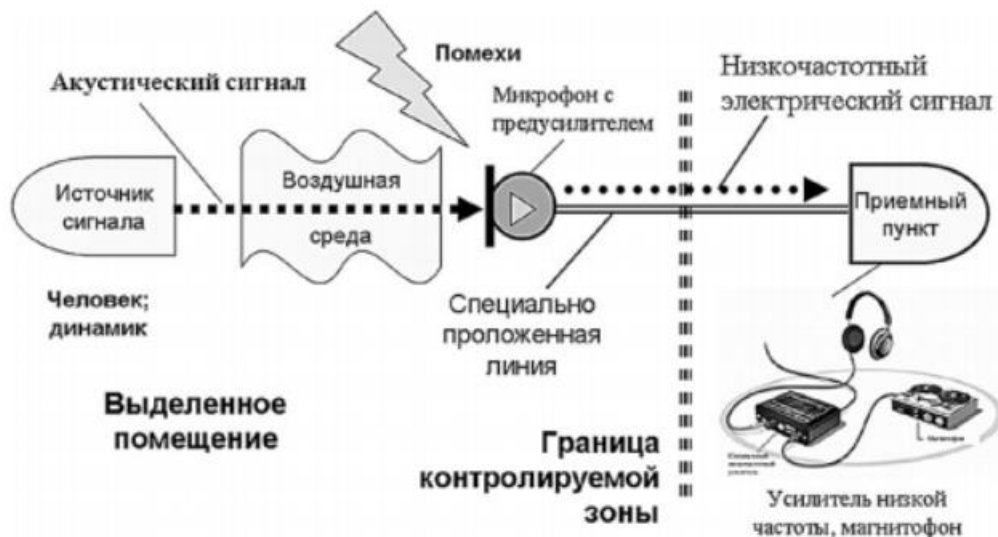 Помехи
Акустический сигнал
Микрофон с
предусилителем
Низкочастотный
электрический сигнал
Источник
сигнала
Воздушная
среда
Приемный
пункт
Человек;
динамик
Специально
проложенная
линия
Выделенное
помещение
Граница
контролируемой
зоны
Усилитель низкой
частоты, магнитофон